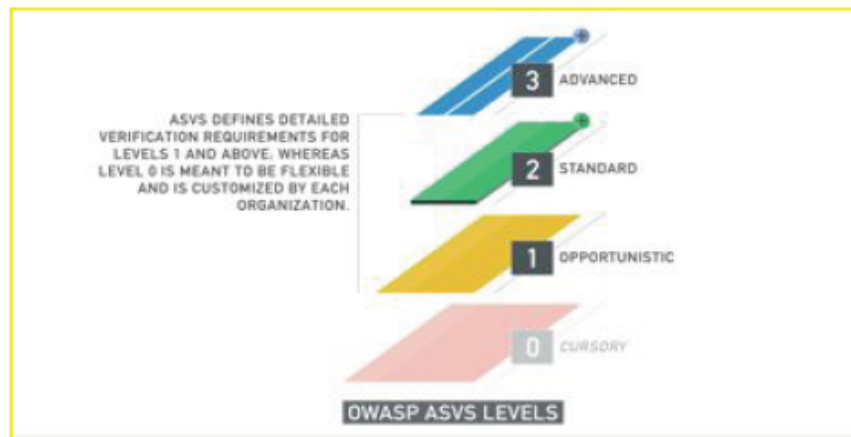 3 ADVANCED
ASVS DEFINES DETAILED
VERIFICATION REQUIREMENTS FOR
LEVELS 1 AND ABOVE, WHEREAS
LEVEL 0 IS MEANT TO BE FLEXIBLE
AND IS CUSTOMIZED BY EACH
ORGANIZATION.
2 STANDARD
1 OPPORTUNISTIC
0 CURSORY
OWASP ASVS LEVELS